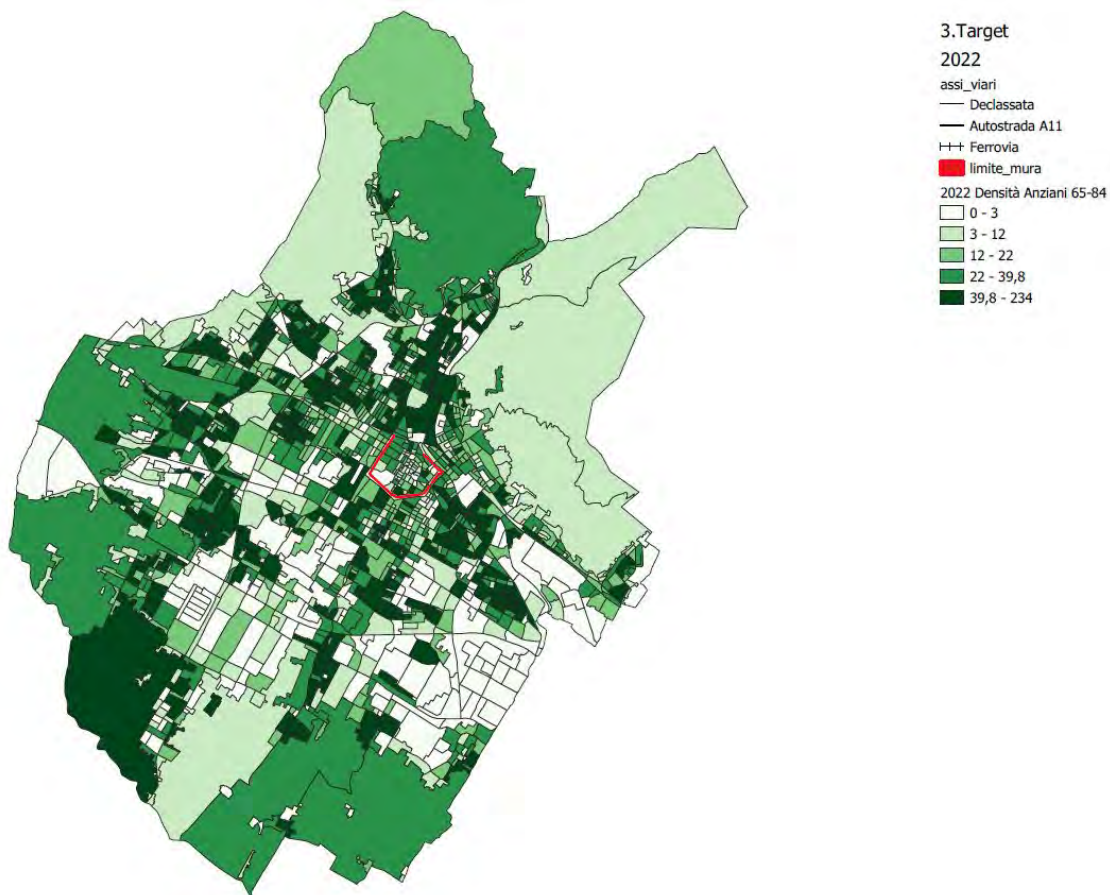 3.Target
2022
assi_viari
Declassata
Autostrada A11
Ferrovia
limite_mura
2022 Densità Anziani 65-84
0 - 3
3 - 12
12 - 22
22 - 39,8
39,8 - 234